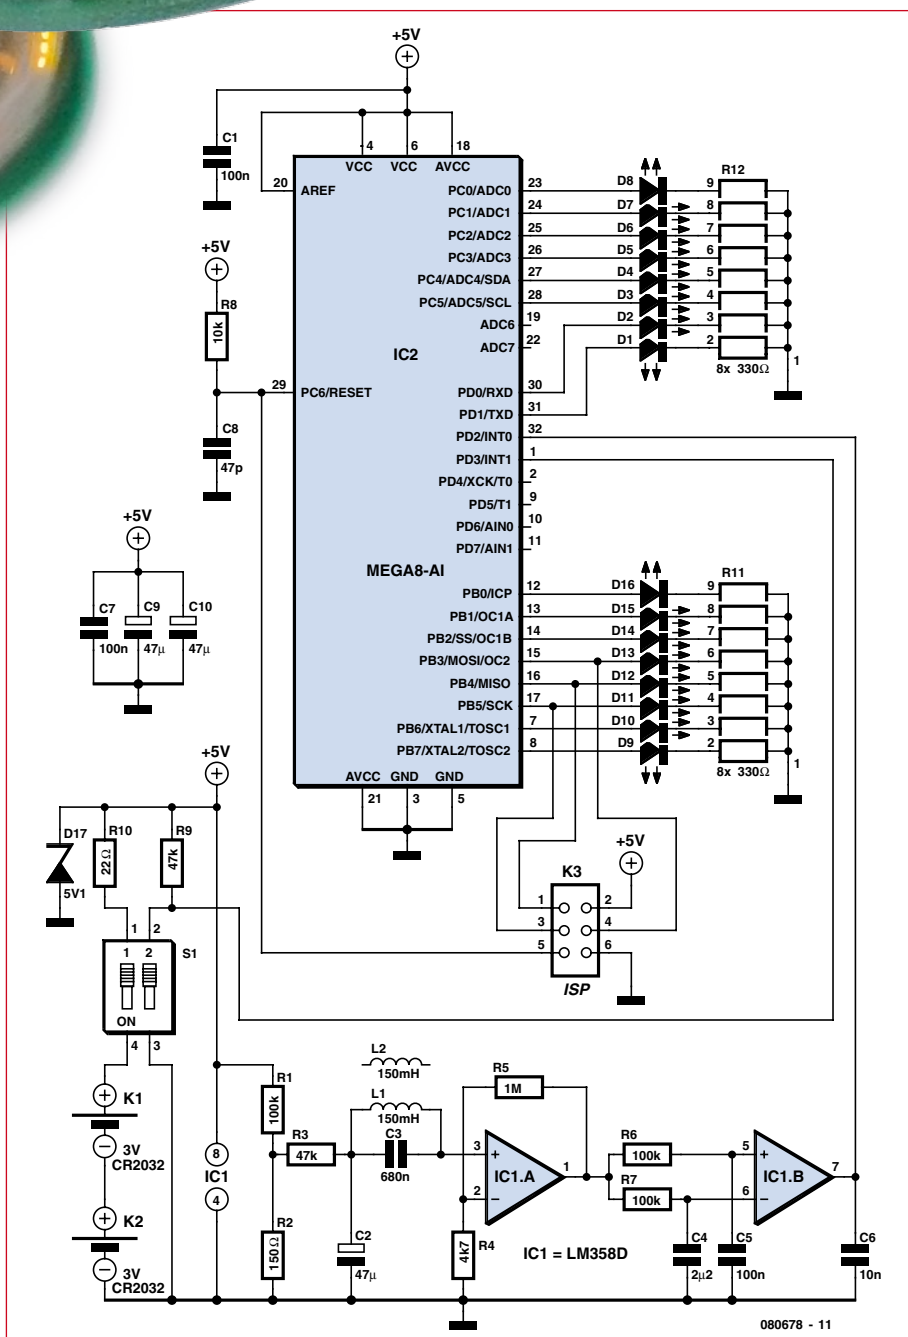 +5V
C1
100n
4 6 18
VCC VCC AVCC
20 AREF
PC0/ADC0 23 D8 9 R12
PC1/ADC1 24 D7 8
PC2/ADC2 25 D6 7
PC3/ADC3 26 D5 6
PC4/ADC4/SDA 27 D4 5
PC5/ADC5/SCL 28 D3 4
ADC6 19 D2 3
ADC7 22 D1 2
8x 330Ω 1
+5V
R8
10k
IC2
29 PC6/RESET
PD0/RXD 30
PD1/TXD 31
PD2/INT0 32
PD3/INT1 1
PD4/XCK/T0 2
PD5/T1 9
PD6/AIN0 10
PD7/AIN1 11
C8
47p
+5V
C7 C9 C10
100n 47µ 47µ
MEGA8-AI
PB0/ICP 12 D16 9 R11
PB1/OC1A 13 D15 8
PB2/SS/OC1B 14 D14 7
PB3/MOSI/OC2 15 D13 6
PB4/MISO 16 D12 5
PB5/SCK 17 D11 4
PB6/XTAL1/TOSC1 7 D10 3
PB7/XTAL2/TOSC2 8 D9 2
8x 330Ω 1
AVCC GND GND
21 3 5
+5V
D17 R10 R9
22Ω 47k
5V1
+5V
K3
1 2
3 4
5 6
ISP
1 2
1 2 S1
ON
4 3
K1
3V
CR2032
K2
3V
CR2032
8
IC1
4
R1
100k
R3
47k
R2
150Ω
L2
150mH
L1
150mH
C3
680n
C2
47µ
R5
1M
3
IC1.A 1
2
R4
4k7
R6
100k
R7
100k
5
IC1.B 7
6
IC1 = LM358D
C4 C5 C6
2µ2 100n 10n
080678 - 11